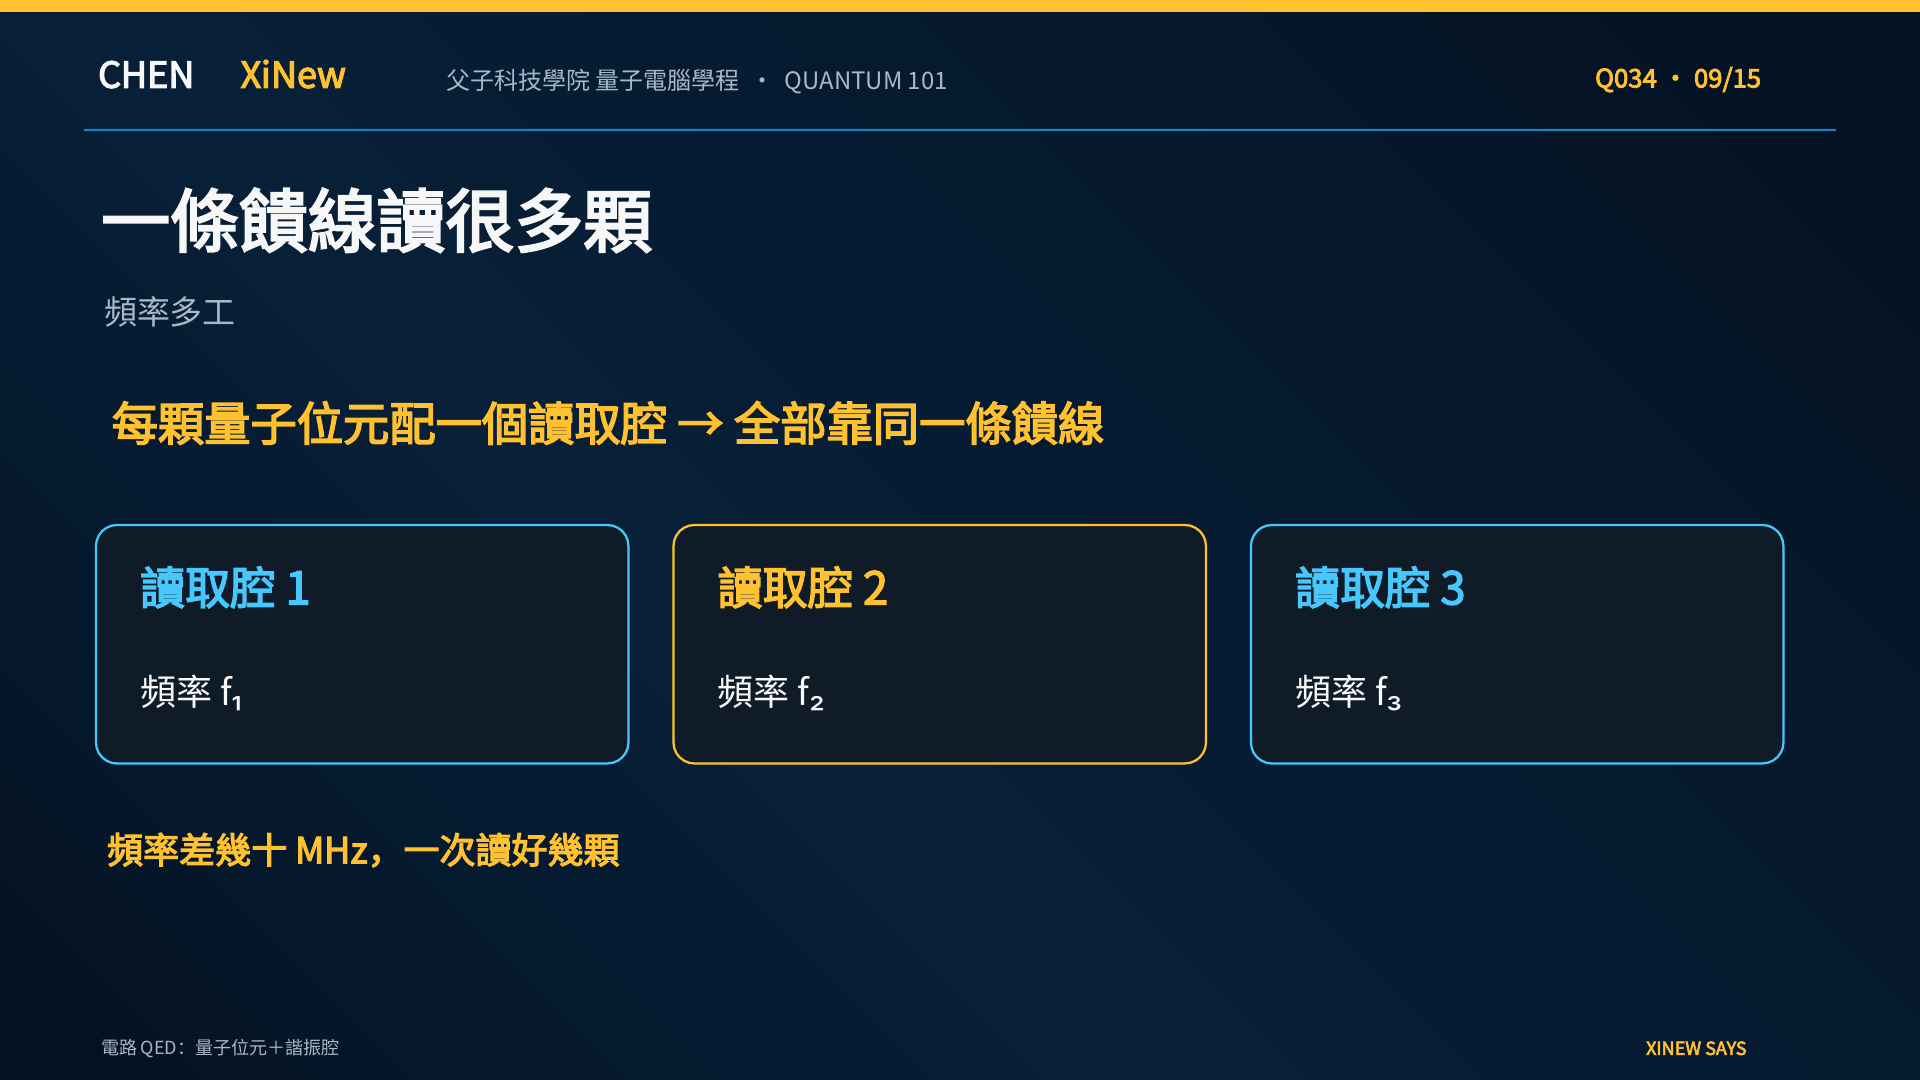 CHEN XiNew 父子科技學院 量子電腦學程 • QUANTUM 101 Q034 • 09/15
一條饋線讀很多顆
頻率多工
每顆量子位元配一個讀取腔 → 全部靠同一條饋線
讀取腔 1
頻率 f₁
讀取腔 2
頻率 f₂
讀取腔 3
頻率 f₃
頻率差幾十 MHz，一次讀好幾顆
電路 QED：量子位元＋諧振腔
XINEW SAYS